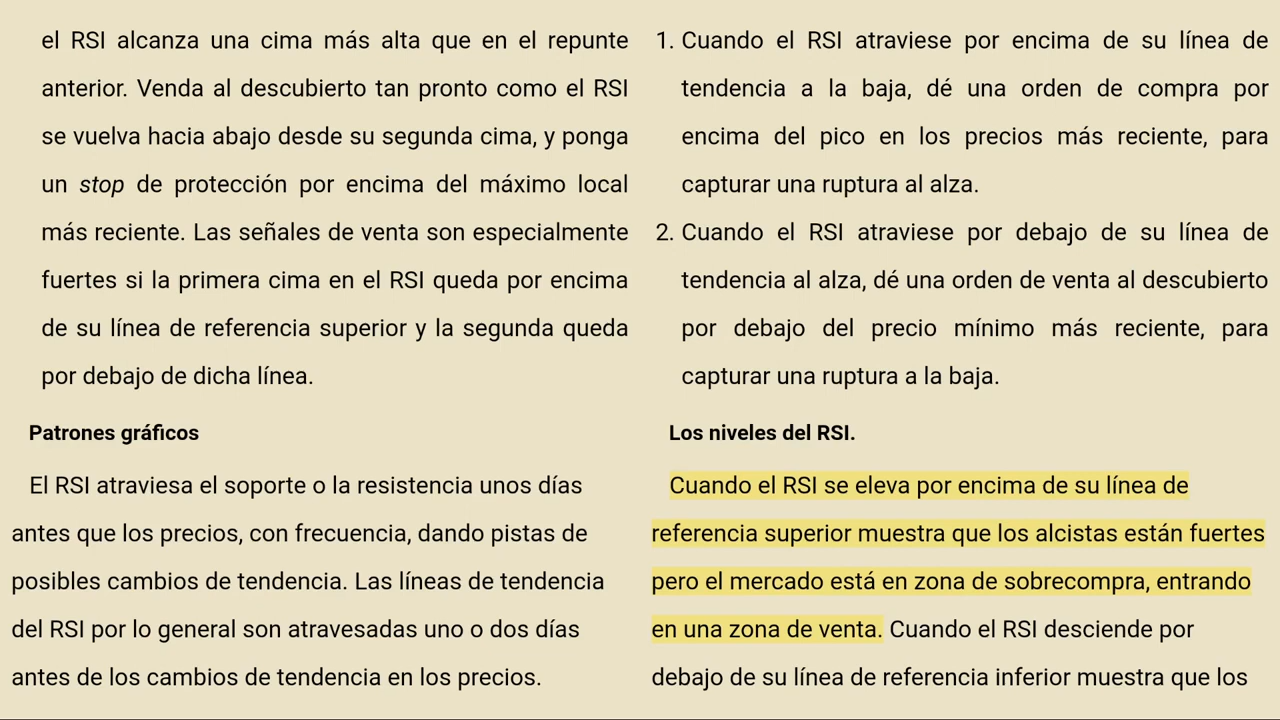 el RSI alcanza una cima más alta que en el repunte
anterior. Venda al descubierto tan pronto como el RSI
se vuelva hacia abajo desde su segunda cima, y ponga
un stop de protección por encima del máximo local
más reciente. Las señales de venta son especialmente
fuertes si la primera cima en el RSI queda por encima
de su línea de referencia superior y la segunda queda
por debajo de dicha línea.
Patrones gráficos
El RSI atraviesa el soporte o la resistencia unos días
antes que los precios, con frecuencia, dando pistas de
posibles cambios de tendencia. Las líneas de tendencia
del RSI por lo general son atravesadas uno o dos días
antes de los cambios de tendencia en los precios.
1. Cuando el RSI atraviese por encima de su línea de
tendencia a la baja, dé una orden de compra por
encima del pico en los precios más reciente, para
capturar una ruptura al alza.
2. Cuando el RSI atraviese por debajo de su línea de
tendencia al alza, dé una orden de venta al descubierto
por debajo del precio mínimo más reciente, para
capturar una ruptura a la baja.
Los niveles del RSI.
Cuando el RSI se eleva por encima de su línea de
referencia superior muestra que los alcistas están fuertes
pero el mercado está en zona de sobrecompra, entrando
en una zona de venta. Cuando el RSI desciende por
debajo de su línea de referencia inferior muestra que los